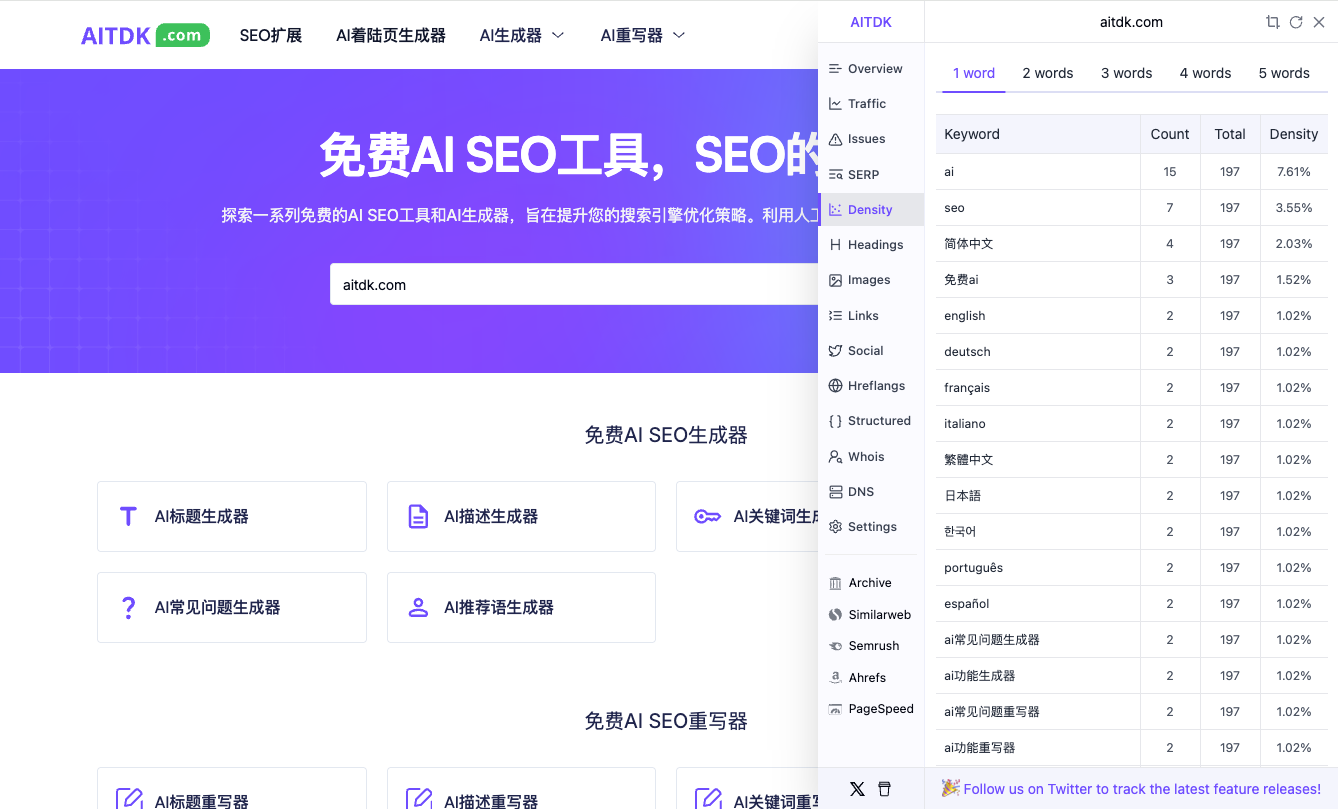 AITDK .com SEO扩展 AI着陆页生成器 AI生成器 AI重写器
免费AI SEO工具，SEO的
探索一系列免费的AI SEO工具和AI生成器，旨在提升您的搜索引擎优化策略。利用人工
aitdk.com
免费AI SEO生成器
AI标题生成器 AI描述生成器 AI关键词生成
AI常见问题生成器 AI推荐语生成器
免费AI SEO重写器
AI标题重写器 AI描述重写器 AI关键词重写
AITDK
Overview
Traffic
Issues
SERP
Density
Headings
Images
Links
Social
Hreflangs
Structured
Whois
DNS
Settings
Archive
Similarweb
Semrush
Ahrefs
PageSpeed
aitdk.com
1 word 2 words 3 words 4 words 5 words
Keyword Count Total Density
ai 15 197 7.61%
seo 7 197 3.55%
简体中文 4 197 2.03%
免费ai 3 197 1.52%
english 2 197 1.02%
deutsch 2 197 1.02%
français 2 197 1.02%
italiano 2 197 1.02%
繁體中文 2 197 1.02%
日本語 2 197 1.02%
한국어 2 197 1.02%
português 2 197 1.02%
español 2 197 1.02%
ai常见问题生成器 2 197 1.02%
ai功能生成器 2 197 1.02%
ai常见问题重写器 2 197 1.02%
ai功能重写器 2 197 1.02%
🎉 Follow us on Twitter to track the latest feature releases!